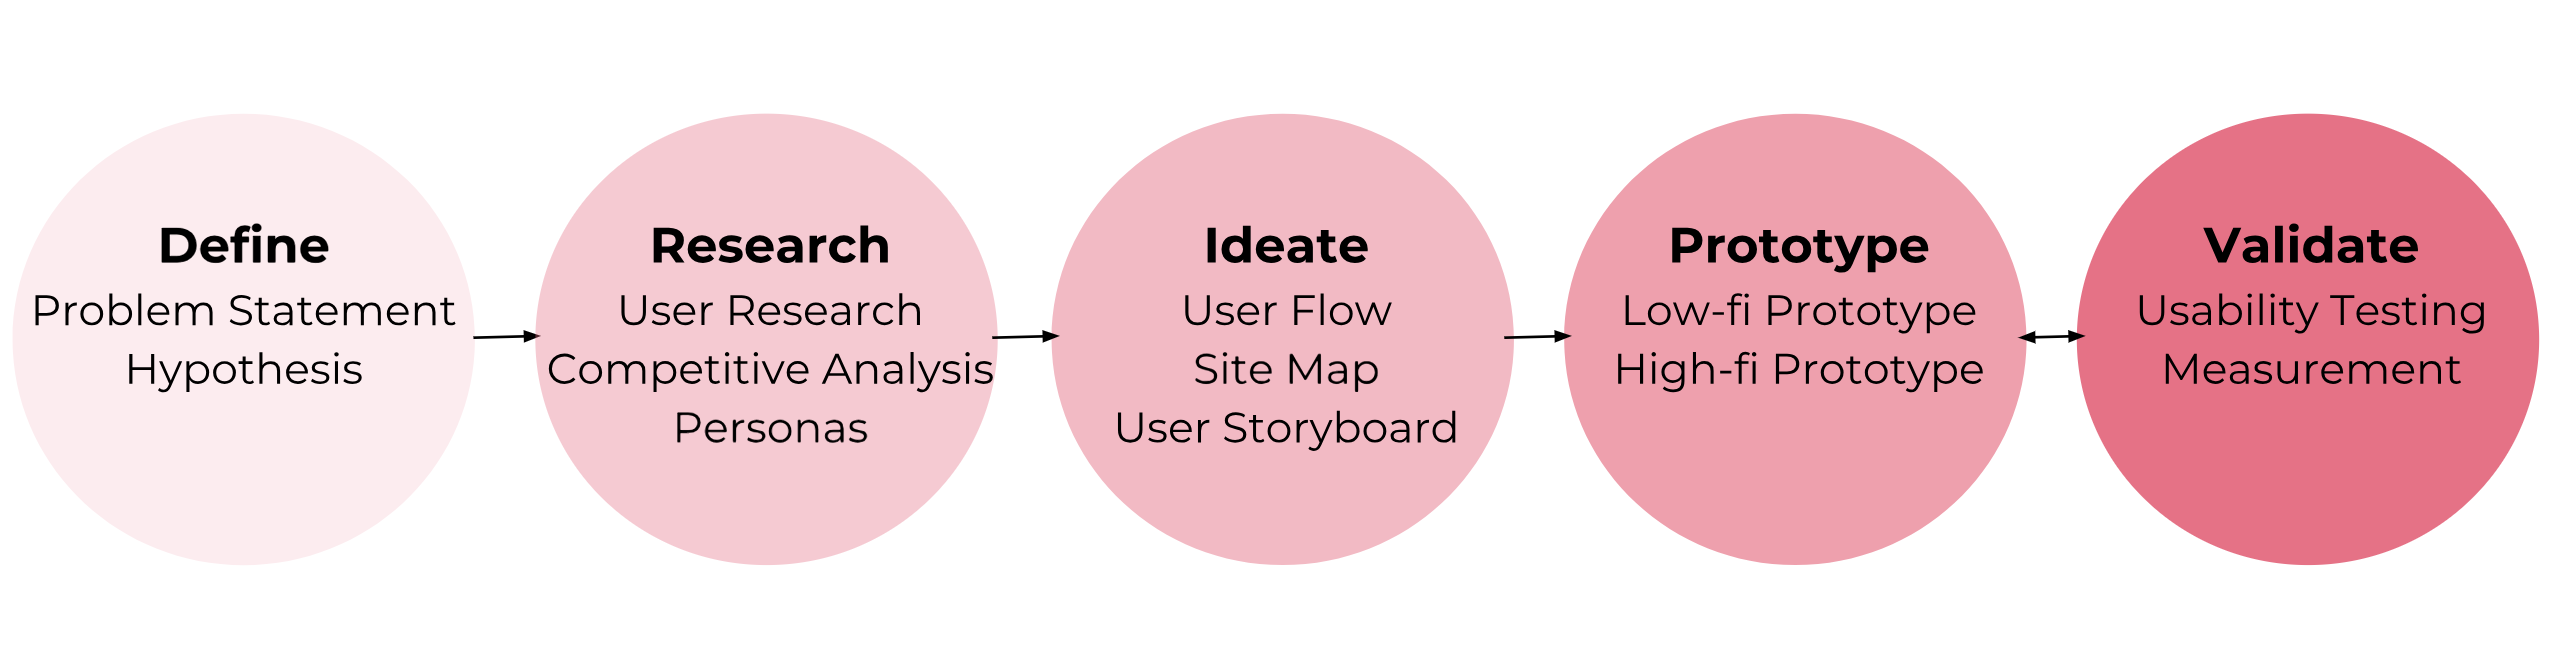 Define
Problem Statement
Hypothesis
Research
User Research
Competitive Analysis
Personas
Ideate
User Flow
Site Map
User Storyboard
Prototype
Low-fi Prototype
High-fi Prototype
Validate
Usability Testing
Measurement